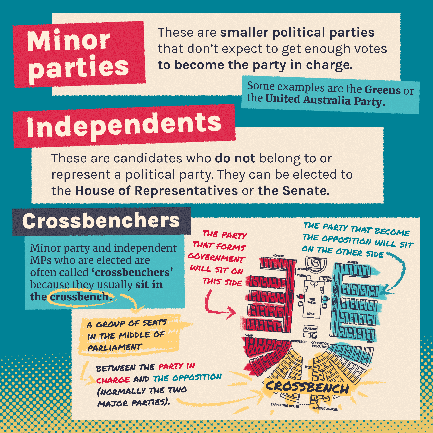 Minor
parties
These are smaller political parties
that don't expect to get enough votes
to become the party in charge.
Some examples are the Greens or
the United Australia Party.
Independents
These are candidates who do not belong to or
represent a political party. They can be elected to
the House of Representatives or the Senate.
Crossbenchers
Minor party and independent
MPs who are elected are
often called 'crossbenchers'
because they usually sit in
the crossbench.
A GROUP OF SEATS
IN THE MIDDLE OF
PARLIAMENT
BETWEEN THE PARTY IN
CHARGE AND THE OPPOSITION
(NORMALLY THE TWO
MAJOR PARTIES).
THE PARTY
THAT FORMS
GOVERNMENT
WILL SIT ON
THIS SIDE
THE PARTY THAT BECOME
THE OPPOSITION WILL SIT
ON THE OTHER SIDE
CROSSBENCH